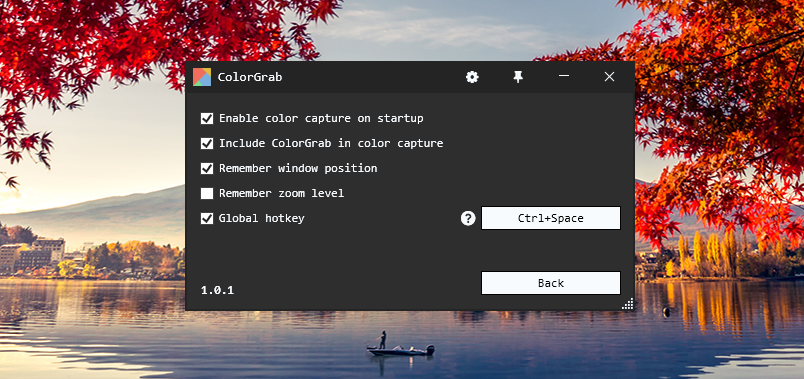 ColorGrab
Enable color capture on startup
Include ColorGrab in color capture
Remember window position
Remember zoom level
Global hotkey ? Ctrl+Space
1.0.1 Back